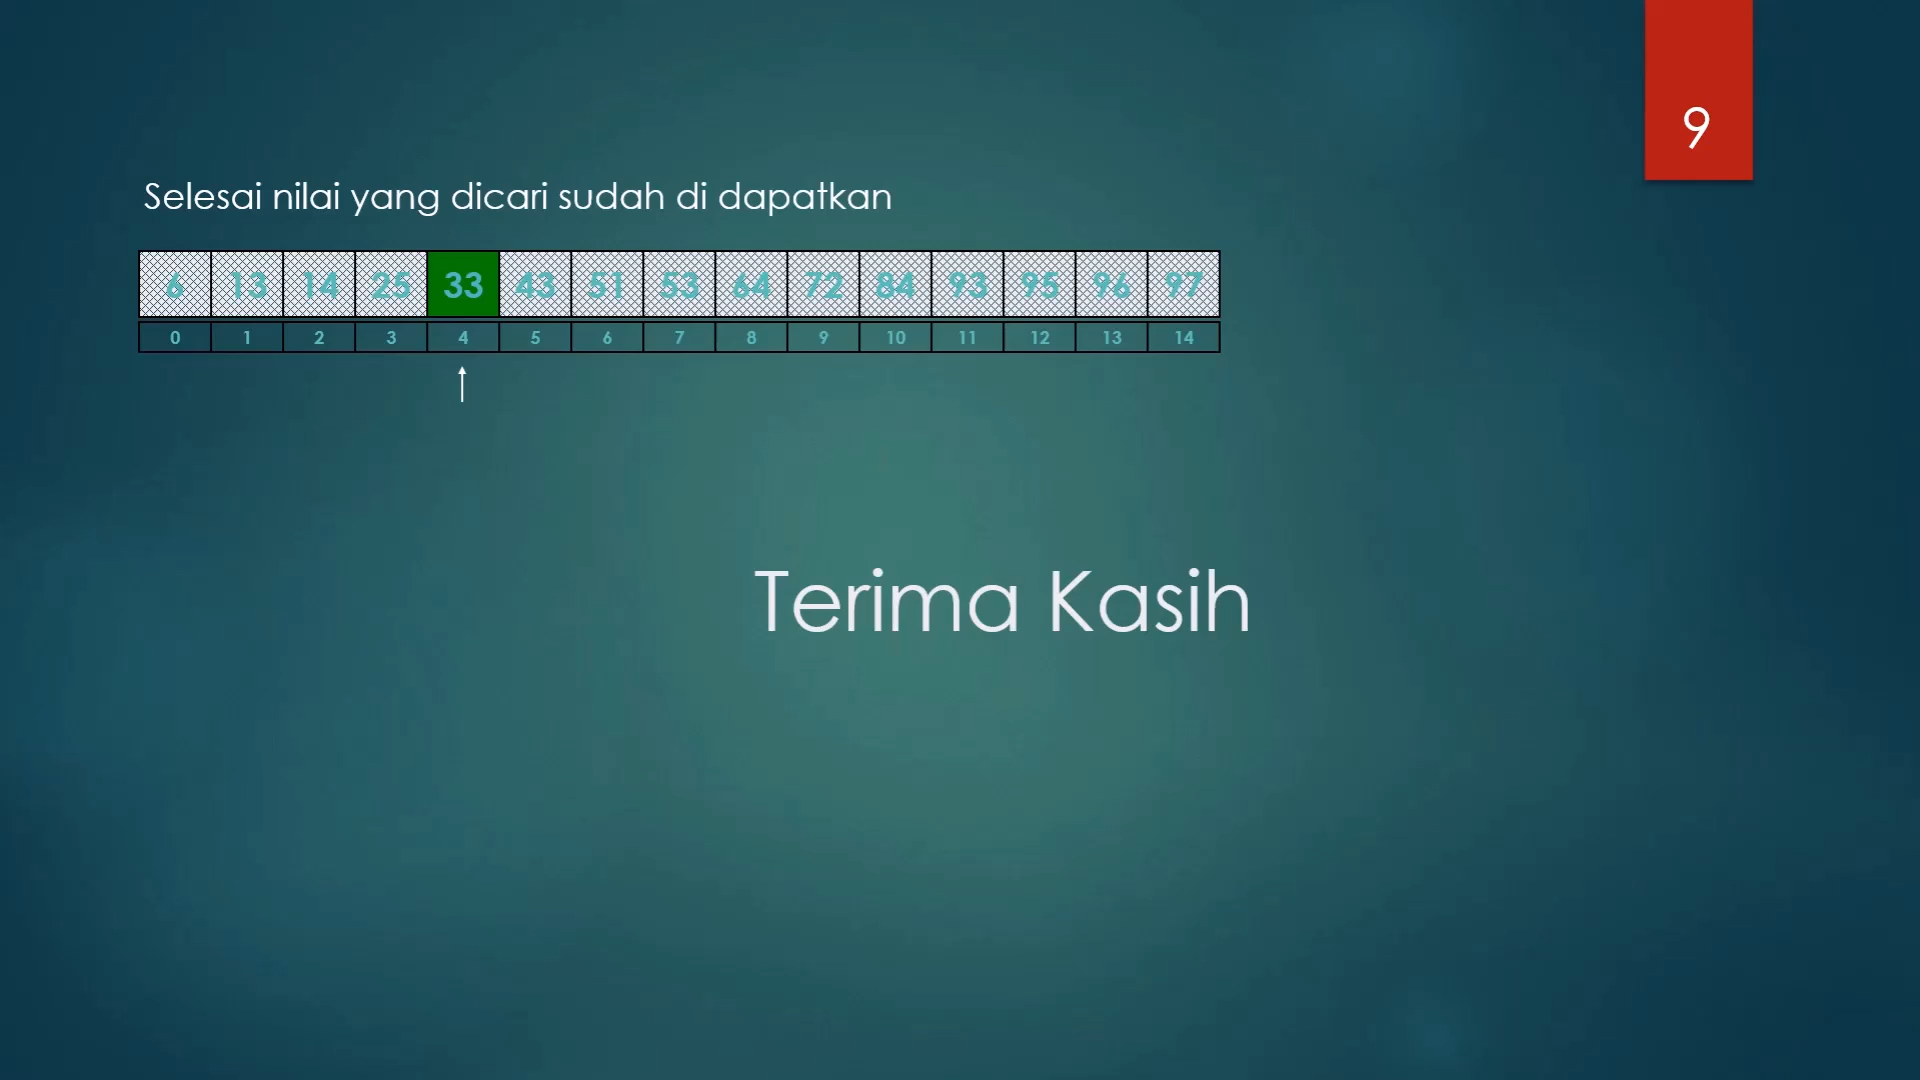 9
Selesai nilai yang dicari sudah di dapatkan
6 13 14 25 33 43 51 53 64 72 84 93 95 96 97
0 1 2 3 4 5 6 7 8 9 10 11 12 13 14
Terima Kasih